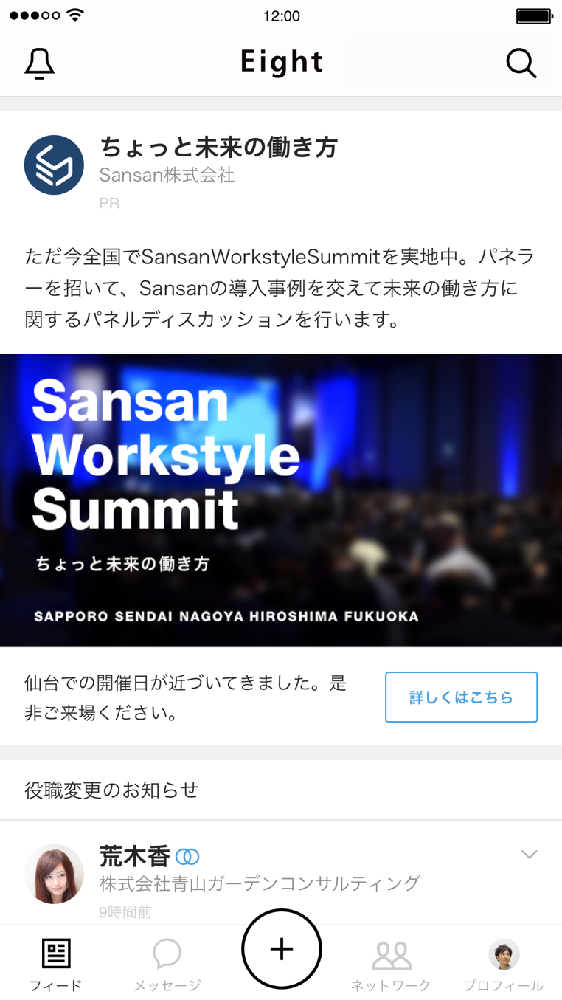 12:00
Eight
ちょっと未来の働き方
Sansan株式会社
PR
ただ今全国でSansanWorkstyleSummitを実地中。パネラ
ーを招いて、Sansanの導入事例を交えて未来の働き方に
関するパネルディスカッションを行います。
Sansan
Workstyle
Summit
ちょっと未来の働き方
SAPPORO SENDAI NAGOYA HIROSHIMA FUKUOKA
仙台での開催日が近づいてきました。是
非ご来場ください。
詳しくはこちら
役職変更のお知らせ
荒木香
株式会社青山ガーデンコンサルティング
9時間前
フィード
メッセージ
ネットワーク
プロフィール